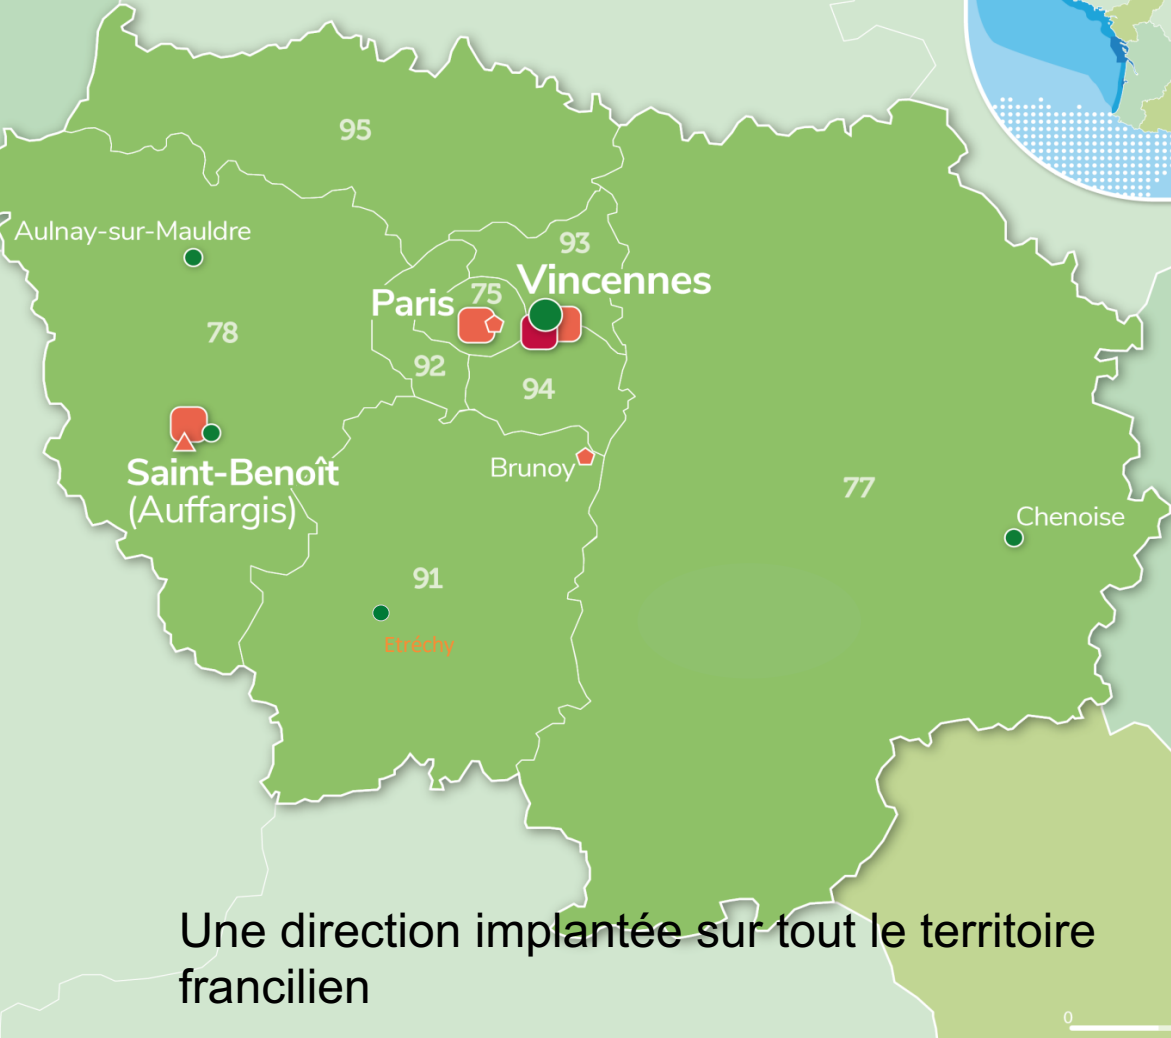 95
Aulnay-sur-Mauldre
93
Vincennes
75
Paris
78
92
94
Saint-Benoît
(Auffargis)
Brunoy
77
Chenoise
91
Etréchy
Une direction implantée sur tout le territoire
francilien
0